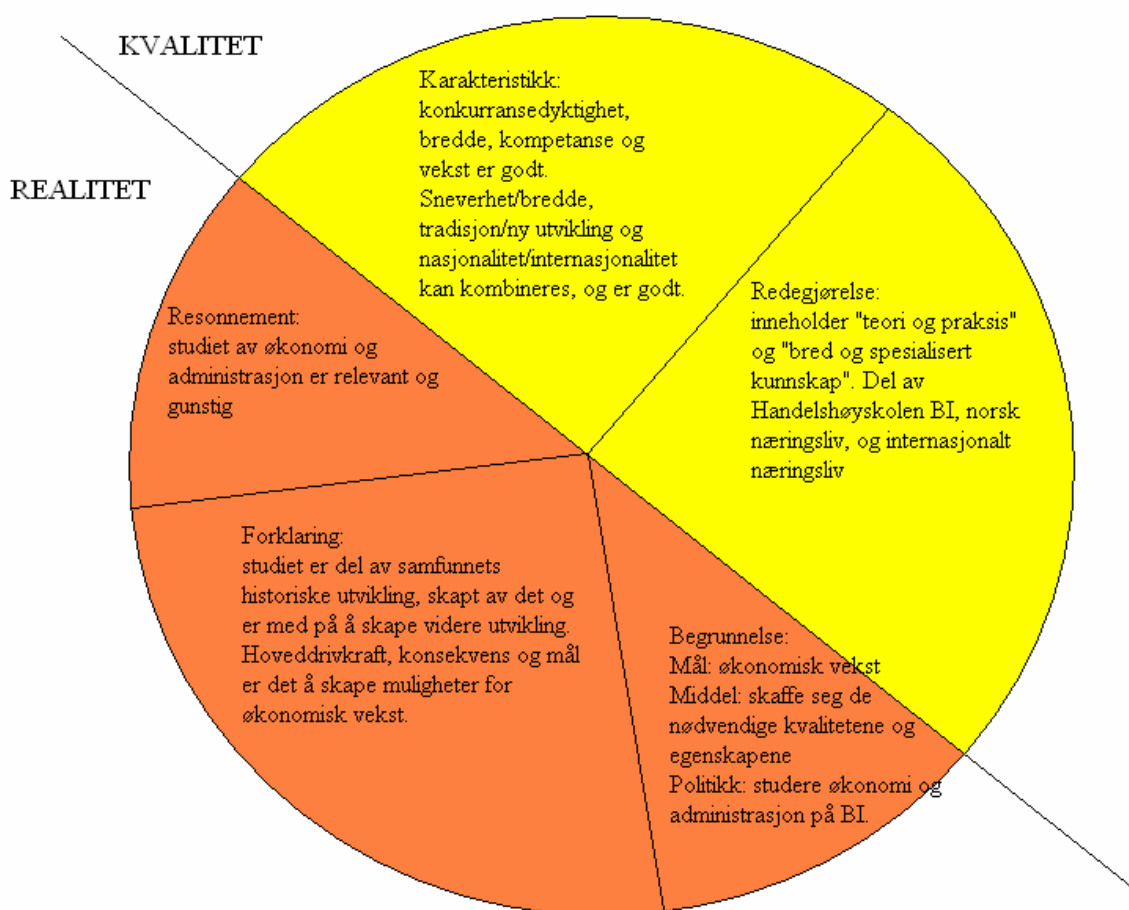 KVALITET
REALITET
Karakteristikk:
konkurransedyktighet,
bredde, kompetanse og
vekst er godt.
Sneverhet/bredde,
tradisjon/ny utvikling og
nasjonalitet/internasjonalitet
kan kombineres, og er godt.
Redegjørelse:
inneholder "teori og praksis"
og "bred og spesialisert
kunnskap". Del av
Handelshøyskolen BI, norsk
næringsliv, og internasjonalt
næringsliv
Resonnement:
studiet av økonomi og
administrasjon er relevant og
gunstig
Forklaring:
studiet er del av samfunnets
historiske utvikling, skapt av det og
er med på å skape videre utvikling.
Hoveddrivkraft, konsekvens og mål
er det å skape muligheter for
økonomisk vekst.
Begrunnelse:
Mål: økonomisk vekst
Middel: skaffe seg de
nødvendige kvalitetene og
egenskapene
Politikk: studere økonomi og
administrasjon på BI.